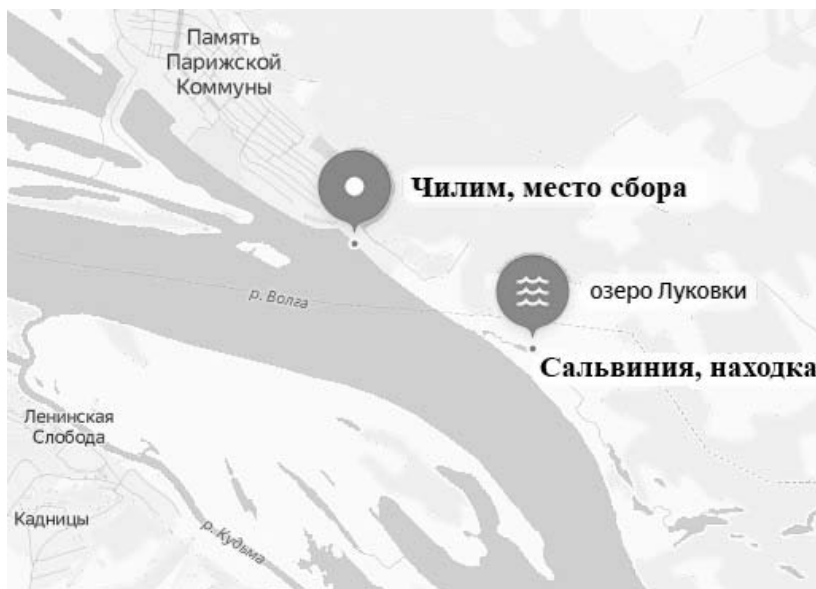 Память
Парижской
Коммуны
Чилим, место сбора
р. Волга
озеро Луковки
Сальвиния, находка
Ленинская
Слобода
Кадницы
р. Кудьма